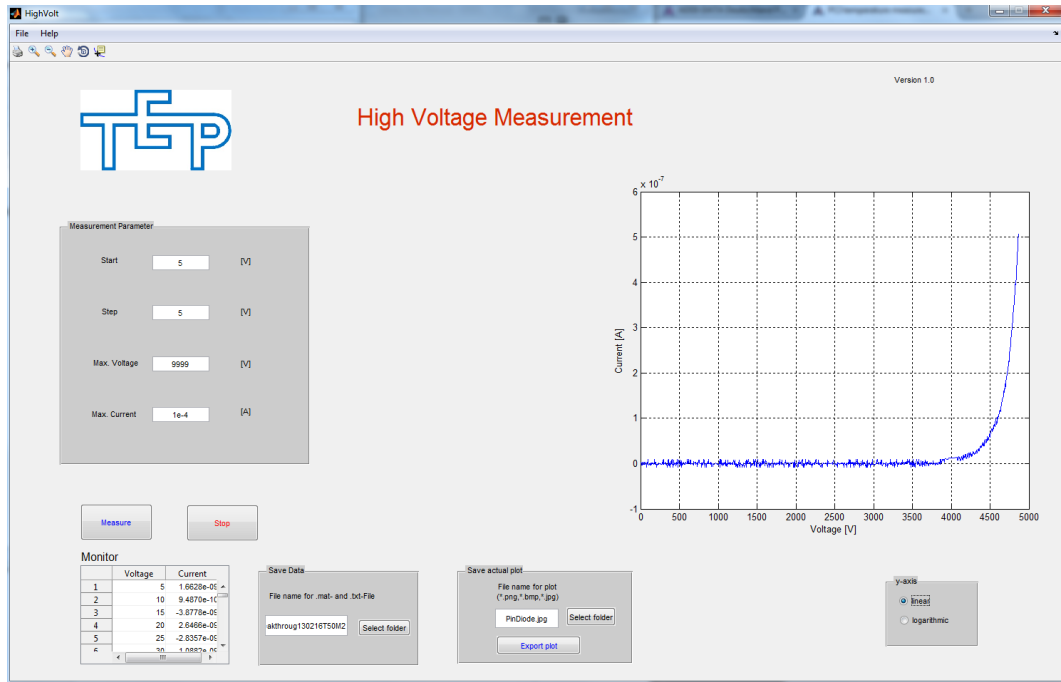 HighVolt
File Help
Version 1.0
TEP
High Voltage Measurement
Measurement Parameter
Start 5 [V]
Step 5 [V]
Max. Voltage 9999 [V]
Max. Current 1e-4 [A]
x 10^-7
6
5
4
3
2
1
0
-1
Current [A]
0 500 1000 1500 2000 2500 3000 3500 4000 4500 5000
Voltage [V]
Measure Stop
Monitor
Voltage Current
1 5 1.6628e-09
2 10 9.4870e-10
3 15 -3.8778e-09
4 20 2.6466e-09
5 25 -2.8357e-09
6 30
Save Data
File name for .mat- and .txt-File
akthroug130216T50M2 Select folder
Save actual plot
File name for plot
(*.png,*.bmp,*.jpg)
PinDiode.jpg Select folder
Export plot
y-axis
linear
logarithmic